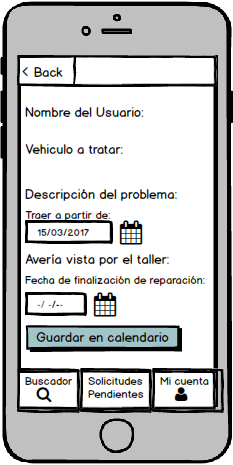 < Back
Nombre del Usuario:
Vehiculo a tratar:
Descripción del problema:
Traer a partir de:
15/03/2017
Avería vista por el taller:
Fecha de finalización de reparación:
-/ -/--
Guardar en calendario
Buscador
Solicitudes
Pendientes
Mi cuenta